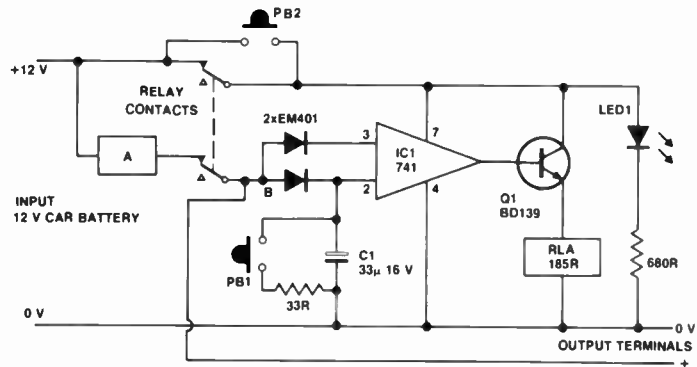 PB2
+12 V
RELAY
CONTACTS
2xEM401
LED1
3
7
IC1
741
A
B
2
4
Q1
BD139
INPUT
12 V CAR BATTERY
PB1
C1
33μ 16 V
RLA
185R
680R
33R
0 V
0 V
OUTPUT TERMINALS
+